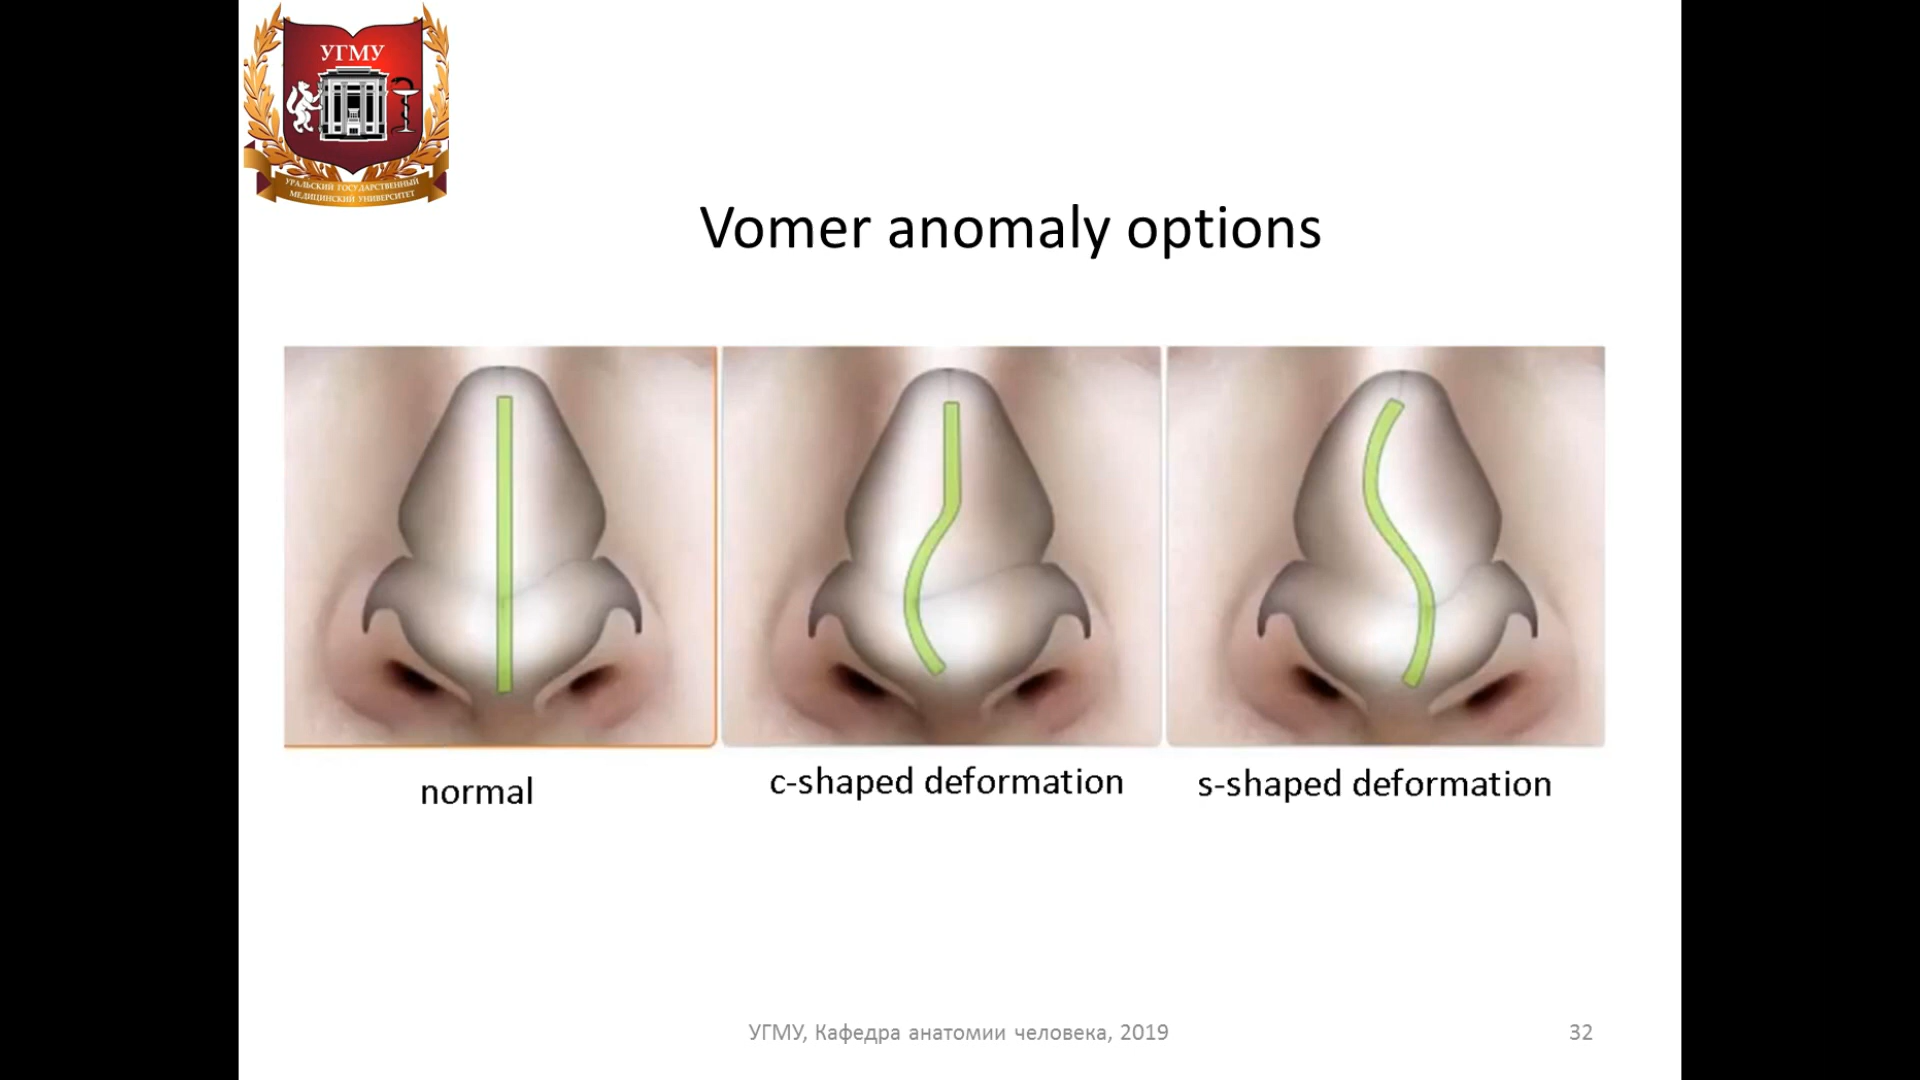 УГМУ
УРАЛЬСКИЙ ГОСУДАРСТВЕННЫЙ
МЕДИЦИНСКИЙ УНИВЕРСИТЕТ
Vomer anomaly options
normal
c-shaped deformation
s-shaped deformation
УГМУ, Кафедра анатомии человека, 2019
32